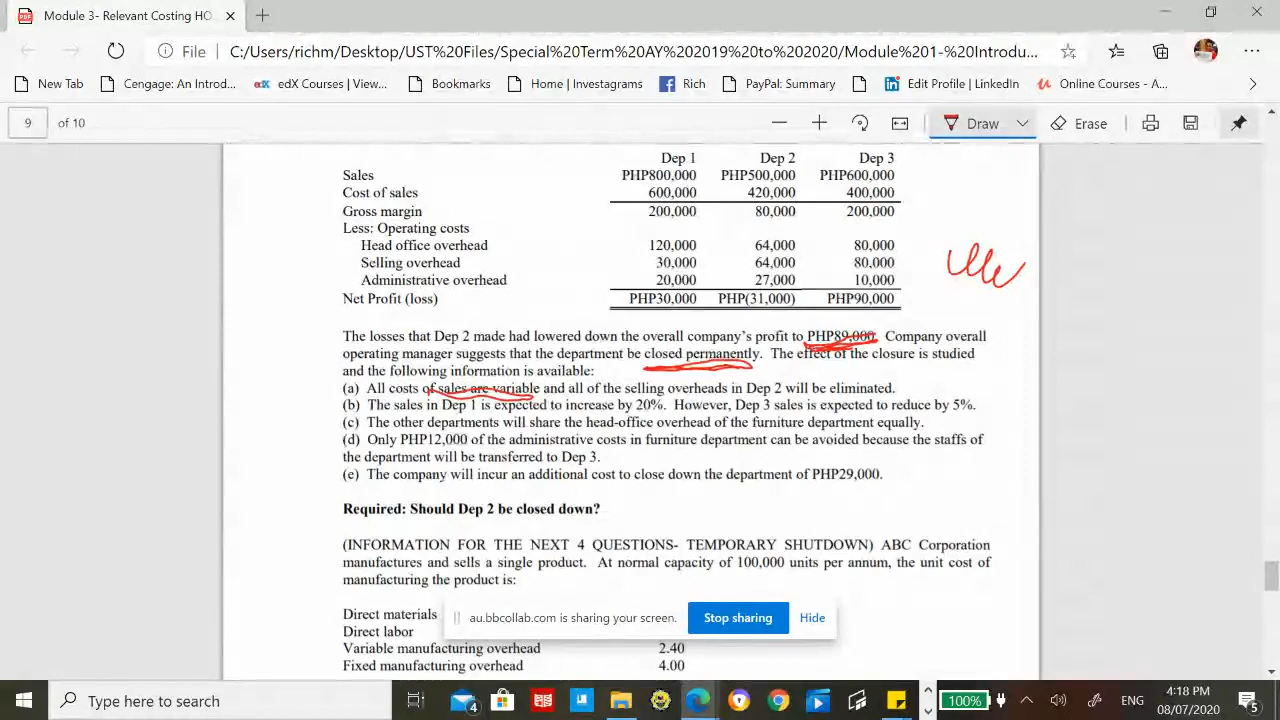 Module 3- Relevant Costing HO
File C:/Users/richm/Desktop/UST%20Files/Special%20Term%20AY%202019%20to%202020/Module%201-%20Introdu...
New Tab Cengage: An Introd... edX Courses | View... Bookmarks Home | Investagrams Rich PayPal: Summary Edit Profile | LinkedIn Online Courses - A...
9 of 10 Draw Erase
Dep 1 Dep 2 Dep 3
Sales PHP800,000 PHP500,000 PHP600,000
Cost of sales 600,000 420,000 400,000
Gross margin 200,000 80,000 200,000
Less: Operating costs
Head office overhead 120,000 64,000 80,000
Selling overhead 30,000 64,000 80,000
Administrative overhead 20,000 27,000 10,000
Net Profit (loss) PHP30,000 PHP(31,000) PHP90,000
The losses that Dep 2 made had lowered down the overall company's profit to PHP89,000. Company overall
operating manager suggests that the department be closed permanently. The effect of the closure is studied
and the following information is available:
(a) All costs of sales are variable and all of the selling overheads in Dep 2 will be eliminated.
(b) The sales in Dep 1 is expected to increase by 20%. However, Dep 3 sales is expected to reduce by 5%.
(c) The other departments will share the head-office overhead of the furniture department equally.
(d) Only PHP12,000 of the administrative costs in furniture department can be avoided because the staffs of
the department will be transferred to Dep 3.
(e) The company will incur an additional cost to close down the department of PHP29,000.
Required: Should Dep 2 be closed down?
(INFORMATION FOR THE NEXT 4 QUESTIONS- TEMPORARY SHUTDOWN) ABC Corporation
manufactures and sells a single product. At normal capacity of 100,000 units per annum, the unit cost of
manufacturing the product is:
Direct materials
au.bbcollab.com is sharing your screen. Stop sharing Hide
Direct labor
Variable manufacturing overhead 2.40
Fixed manufacturing overhead 4.00
Type here to search 4 100% ENG 4:18 PM
08/07/2020 5